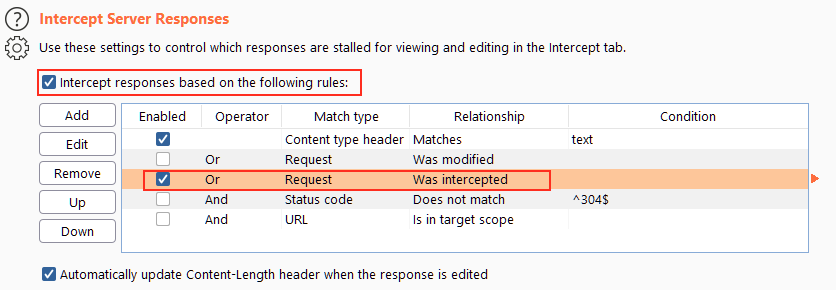 ?
Intercept Server Responses
Use these settings to control which responses are stalled for viewing and editing in the Intercept tab.
Intercept responses based on the following rules:
Add
Edit
Remove
Up
Down
Enabled Operator Match type Relationship Condition
Content type header Matches text
Or Request Was modified
Or Request Was intercepted
And Status code Does not match ^304$
And URL Is in target scope
Automatically update Content-Length header when the response is edited